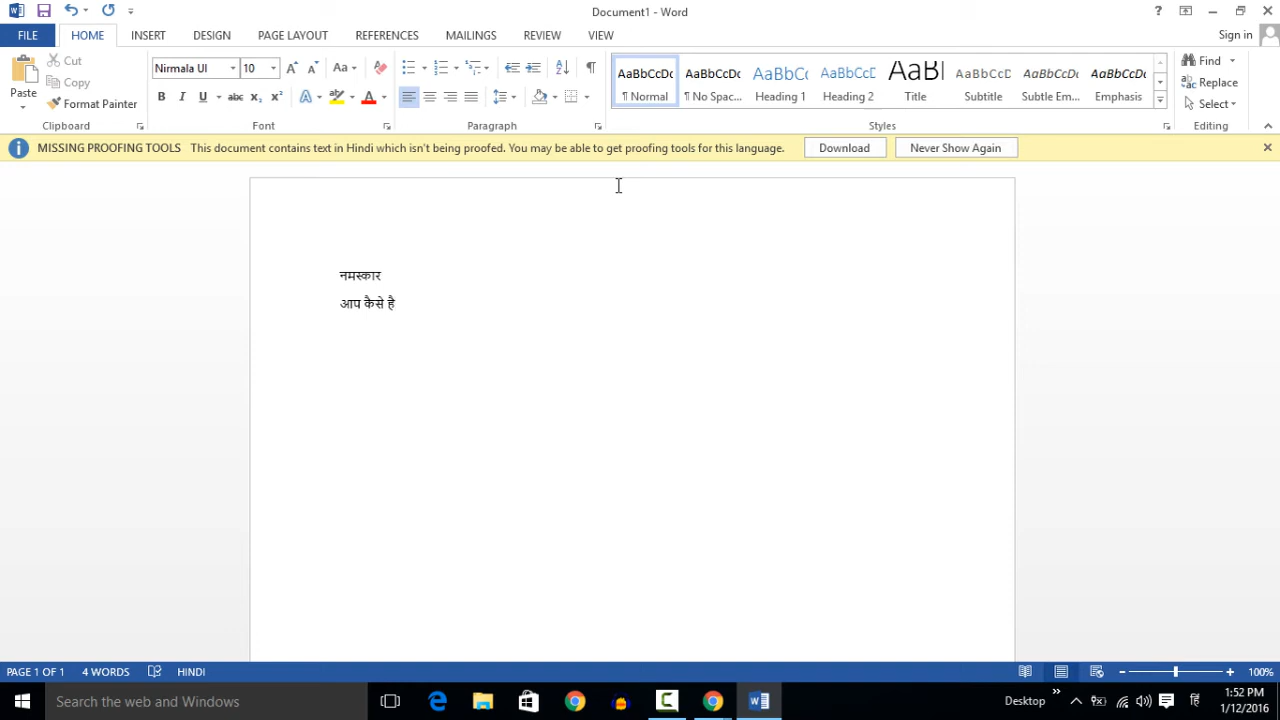 Document1 - Word
?
FILE HOME INSERT DESIGN PAGE LAYOUT REFERENCES MAILINGS REVIEW VIEW Sign in
Paste
Cut
Copy
Format Painter
Clipboard
Nirmala UI 10
Font
Paragraph
AaBbCcDc AaBbCcDc AaBbCc AaBbCcC AaBl AaBbCcD AaBbCcDc AaBbCcDc
¶ Normal ¶ No Spac... Heading 1 Heading 2 Title Subtitle Subtle Em... Emphasis
Styles
Find
Replace
Select
Editing
MISSING PROOFING TOOLS This document contains text in Hindi which isn't being proofed. You may be able to get proofing tools for this language. Download Never Show Again
नमस्कार
आप कैसे है
PAGE 1 OF 1 4 WORDS HINDI 100%
Search the web and Windows
Desktop
हिं
1:52 PM
1/12/2016